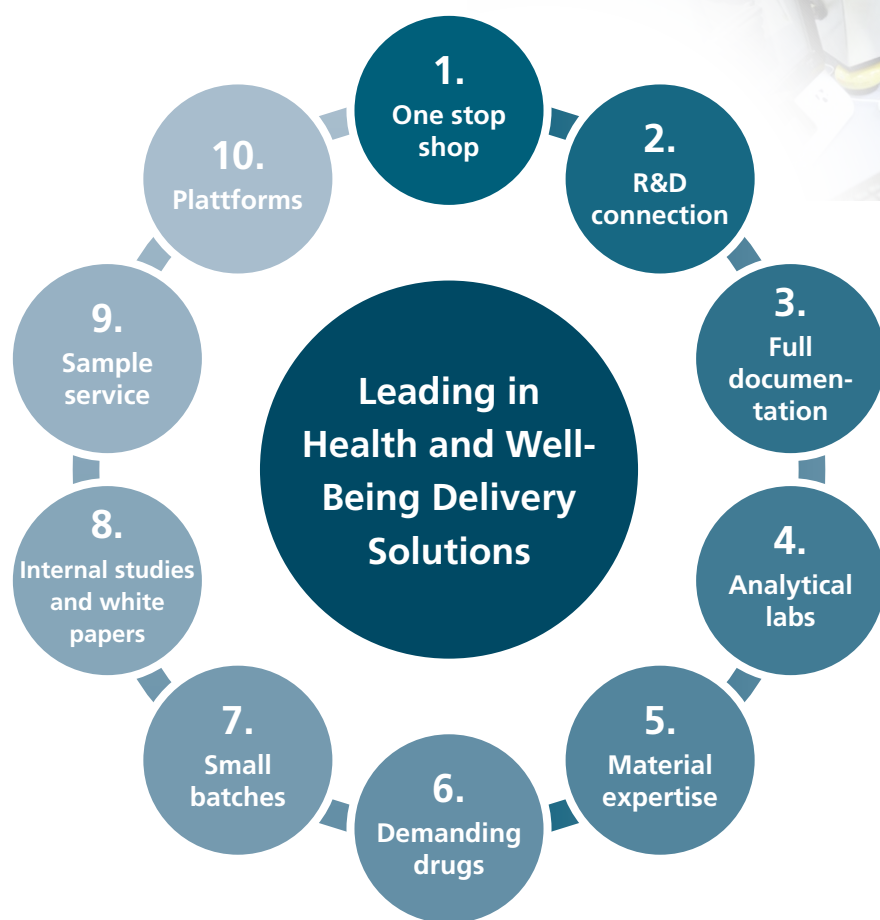 1.
One stop
shop
2.
R&D
connection
3.
Full
documen-
tation
4.
Analytical
labs
5.
Material
expertise
6.
Demanding
drugs
7.
Small
batches
8.
Internal studies
and white
papers
9.
Sample
service
10.
Plattforms
Leading in
Health and Well-
Being Delivery
Solutions